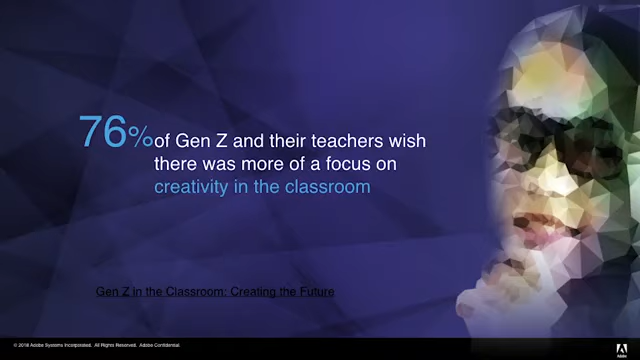 76% of Gen Z and their teachers wish
there was more of a focus on
creativity in the classroom
Gen Z in the Classroom: Creating the Future
© 2018 Adobe Systems Incorporated. All Rights Reserved. Adobe Confidential.
Adobe